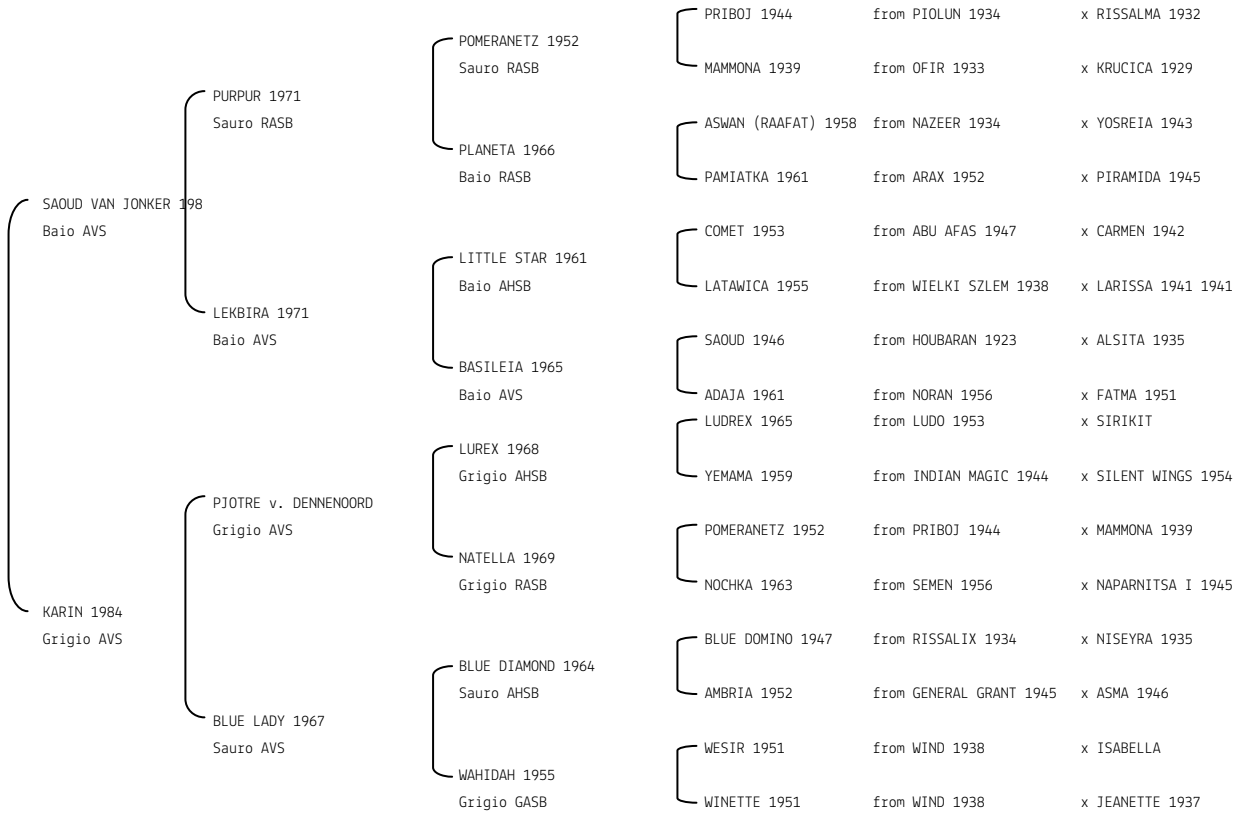 PRIBOJ 1944 from PIOLUN 1934 x RISSALMA 1932
POMERANETZ 1952
Sauro RASB
MAMMONA 1939 from OFIR 1933 x KRUCICA 1929
PURPUR 1971
Sauro RASB
ASWAN (RAAFAT) 1958 from NAZEER 1934 x YOSREIA 1943
PLANETA 1966
Baio RASB
PAMIATKA 1961 from ARAX 1952 x PIRAMIDA 1945
SAOUD VAN JONKER 198
Baio AVS
COMET 1953 from ABU AFAS 1947 x CARMEN 1942
LITTLE STAR 1961
Baio AHSB
LATAWICA 1955 from WIELKI SZLEM 1938 x LARISSA 1941 1941
LEKBIRA 1971
Baio AVS
SAOUD 1946 from HOUBARAN 1923 x ALSITA 1935
BASILEIA 1965
Baio AVS
ADAJA 1961 from NORAN 1956 x FATMA 1951
LUDREX 1965 from LUDO 1953 x SIRIKIT
LUREX 1968
Grigio AHSB
YEMAMA 1959 from INDIAN MAGIC 1944 x SILENT WINGS 1954
PJOTRE v. DENNENOORD
Grigio AVS
POMERANETZ 1952 from PRIBOJ 1944 x MAMMONA 1939
NATELLA 1969
Grigio RASB
NOCHKA 1963 from SEMEN 1956 x NAPARNITSA I 1945
KARIN 1984
Grigio AVS
BLUE DOMINO 1947 from RISSALIX 1934 x NISEYRA 1935
BLUE DIAMOND 1964
Sauro AHSB
AMBRIA 1952 from GENERAL GRANT 1945 x ASMA 1946
BLUE LADY 1967
Sauro AVS
WESIR 1951 from WIND 1938 x ISABELLA
WAHIDAH 1955
Grigio GASB
WINETTE 1951 from WIND 1938 x JEANETTE 1937